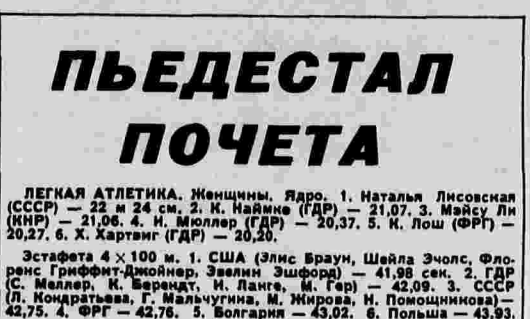 ПЬЕДЕСТАЛ
ПОЧЕТА
ЛЕГКАЯ АТЛЕТИКА. Женщины. Ядро. 1. Наталья Лисовская
(СССР) — 22 м 24 см. 2. К. Наймке (ГДР) — 21,07. 3. Мэйсу Ли
(КНР) — 21,06. 4. И. Мюллер (ГДР) — 20,37. 5. К. Лош (ФРГ) —
20,27. 6. Х. Хартвиг (ГДР) — 20,20.
Эстафета 4 × 100 м. 1. США (Элис Браун, Шейла Эчолс, Фло-
ренс Гриффит-Джойнер, Эвелин Эшфорд) — 41,98 сек. 2. ГДР
(С. Меллер, К. Берендт, И. Ланге, М. Гер) — 42,09. 3. СССР
(Л. Кондратьева, Г. Мальчугина, М. Жирова, Н. Помощникова) —
42,75. 4. ФРГ — 42,76. 5. Болгария — 43,02. 6. Польша — 43,93.